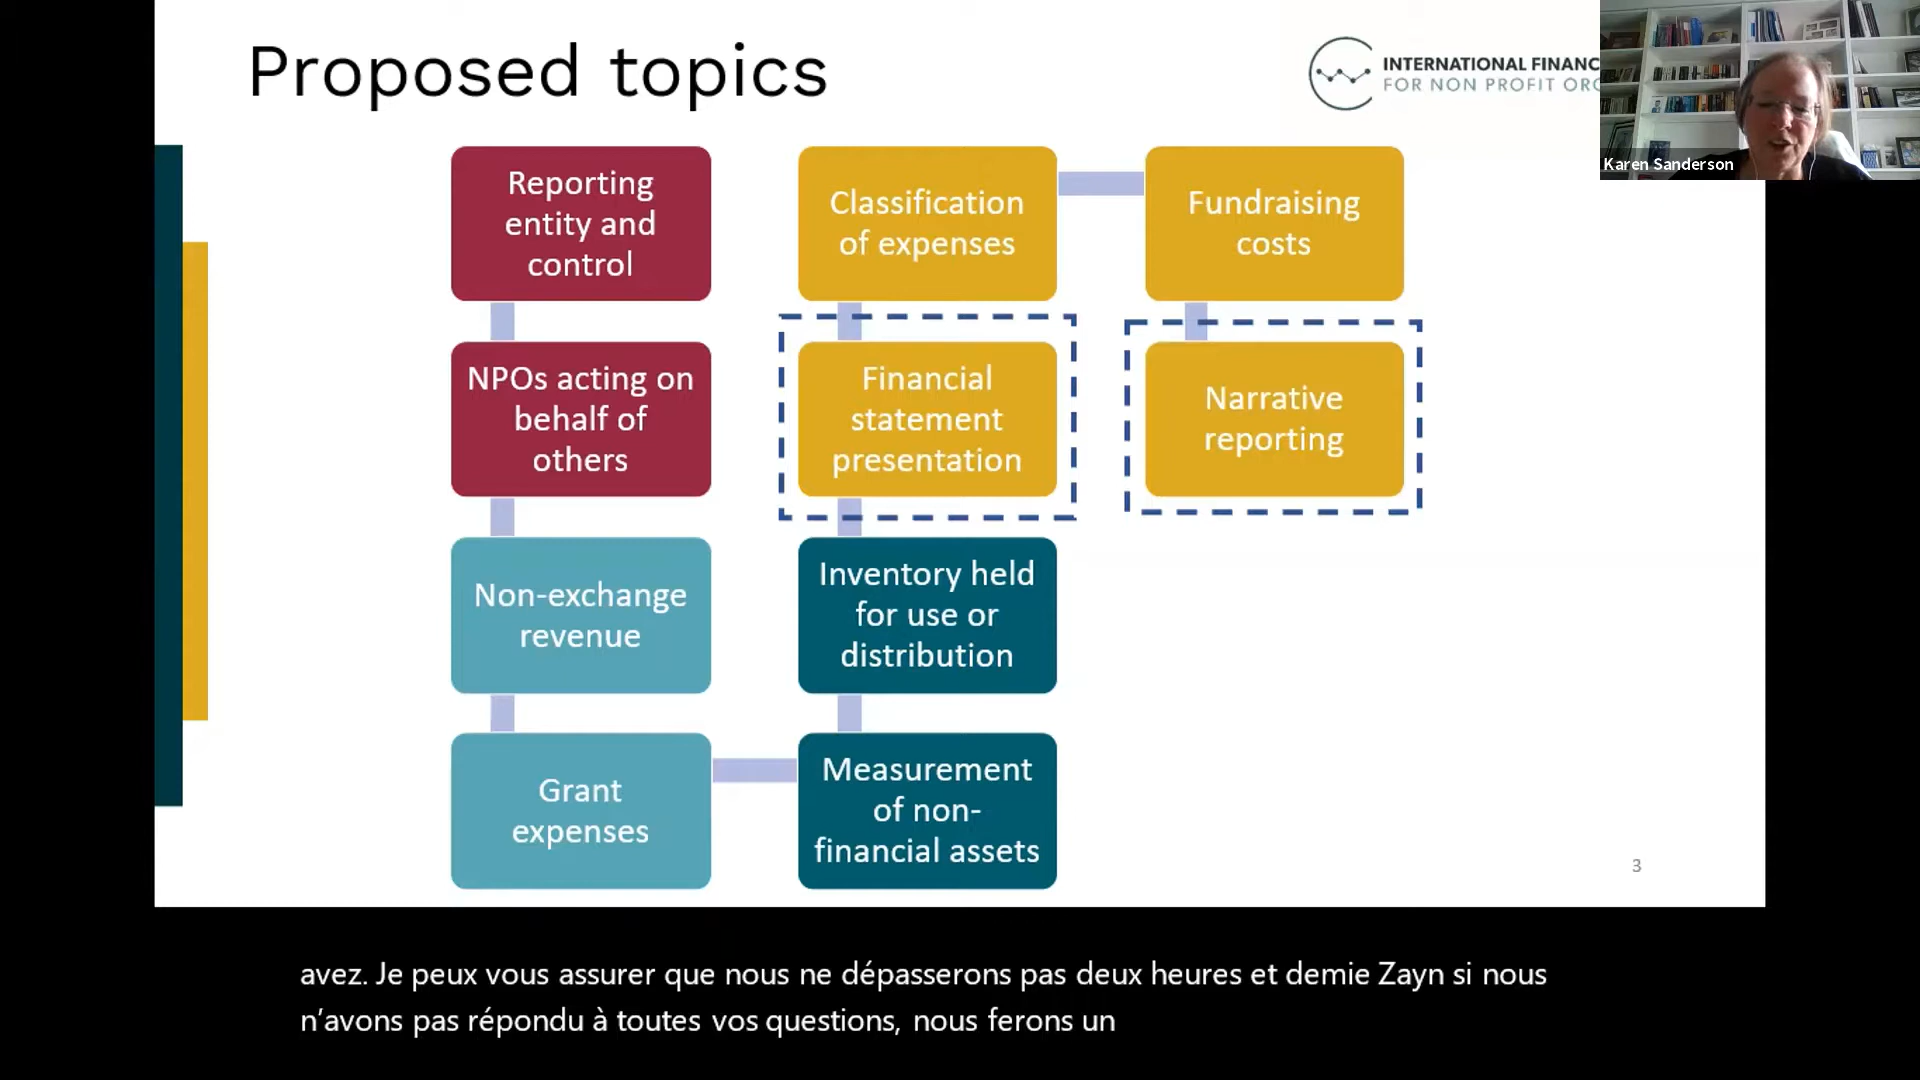 Proposed topics
INTERNATIONAL FINANC
FOR NON PROFIT
Karen Sanderson
Reporting
entity and
control
NPOs acting on
behalf of
others
Non-exchange
revenue
Grant
expenses
Measurement
of non-
financial assets
Inventory held
for use or
distribution
Financial
statement
presentation
Classification
of expenses
Fundraising
costs
Narrative
reporting
3
avez. Je peux vous assurer que nous ne dépasserons pas deux heures et demie Zayn si nous
n’avons pas répondu à toutes vos questions, nous ferons un